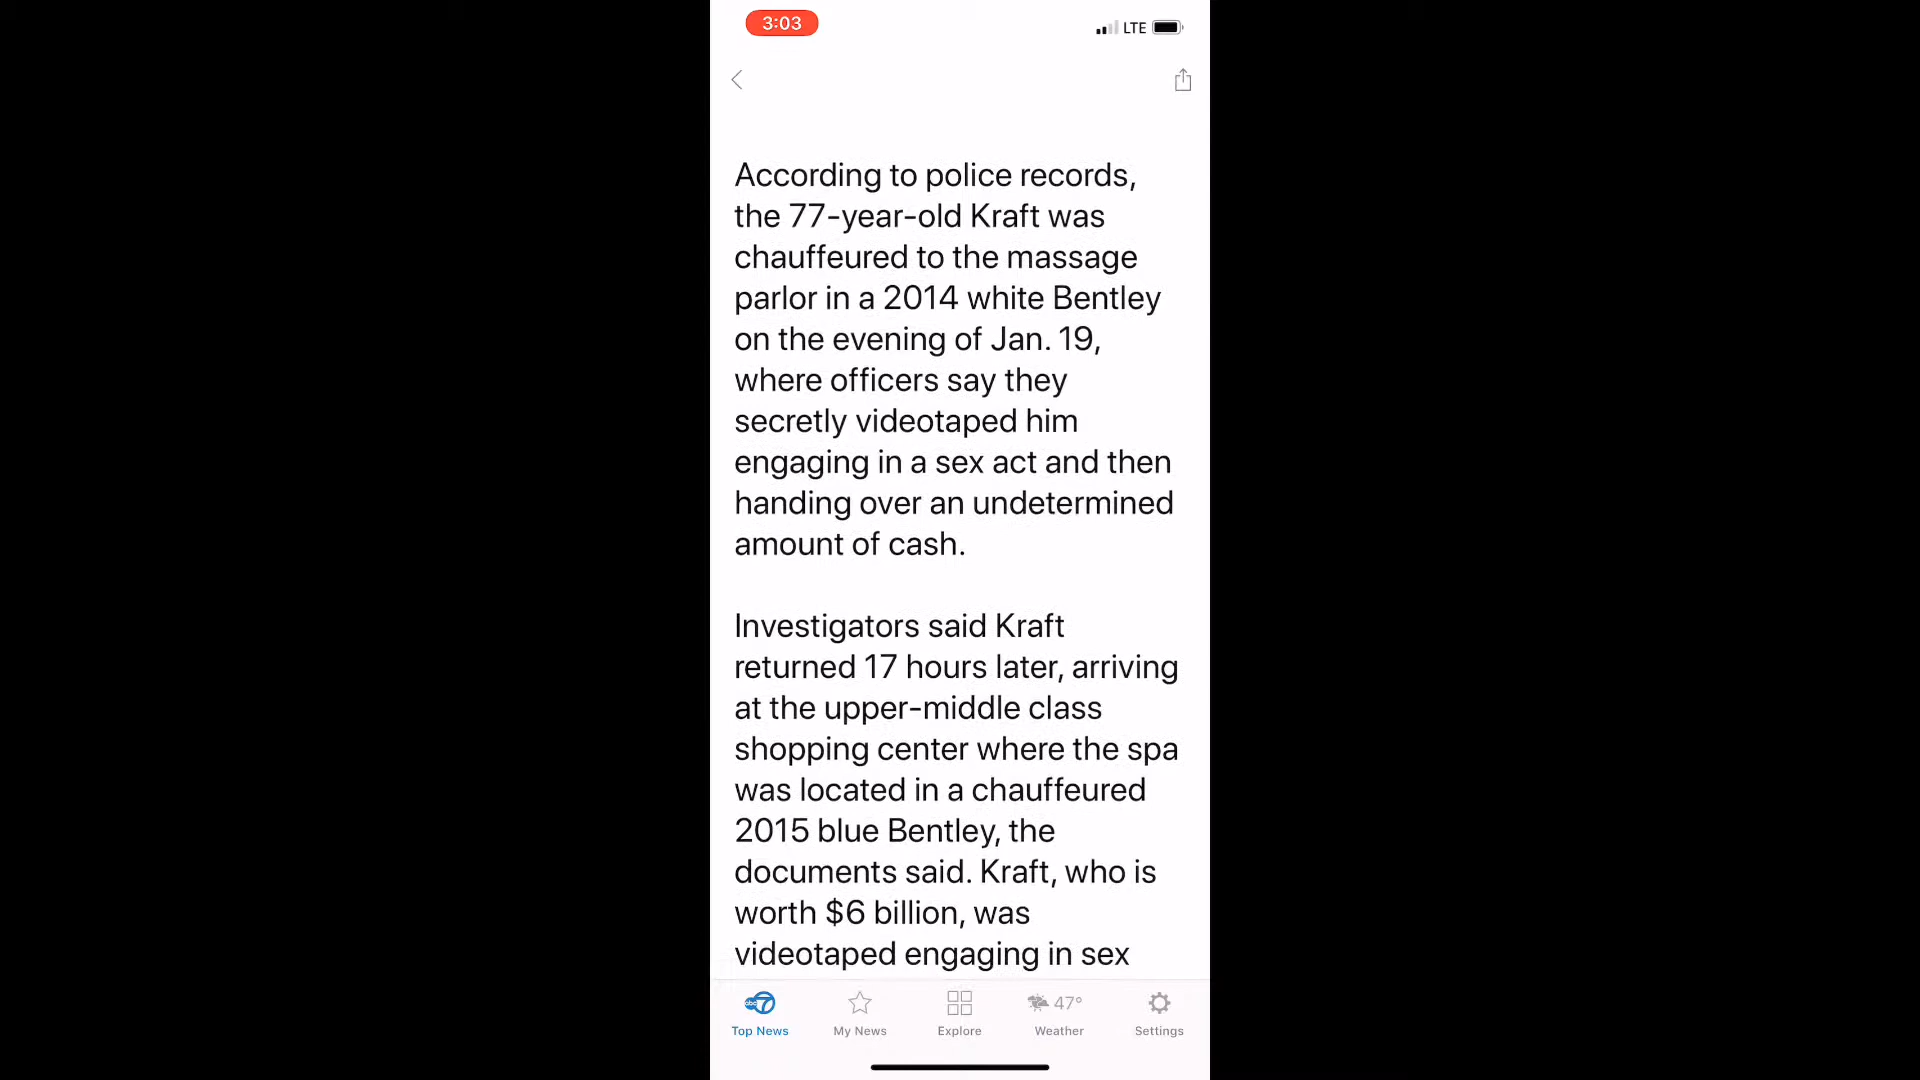 3:03
LTE
According to police records,
the 77-year-old Kraft was
chauffeured to the massage
parlor in a 2014 white Bentley
on the evening of Jan. 19,
where officers say they
secretly videotaped him
engaging in a sex act and then
handing over an undetermined
amount of cash.
Investigators said Kraft
returned 17 hours later, arriving
at the upper-middle class
shopping center where the spa
was located in a chauffeured
2015 blue Bentley, the
documents said. Kraft, who is
worth $6 billion, was
videotaped engaging in sex
abc 7
47°
Top News
My News
Explore
Weather
Settings